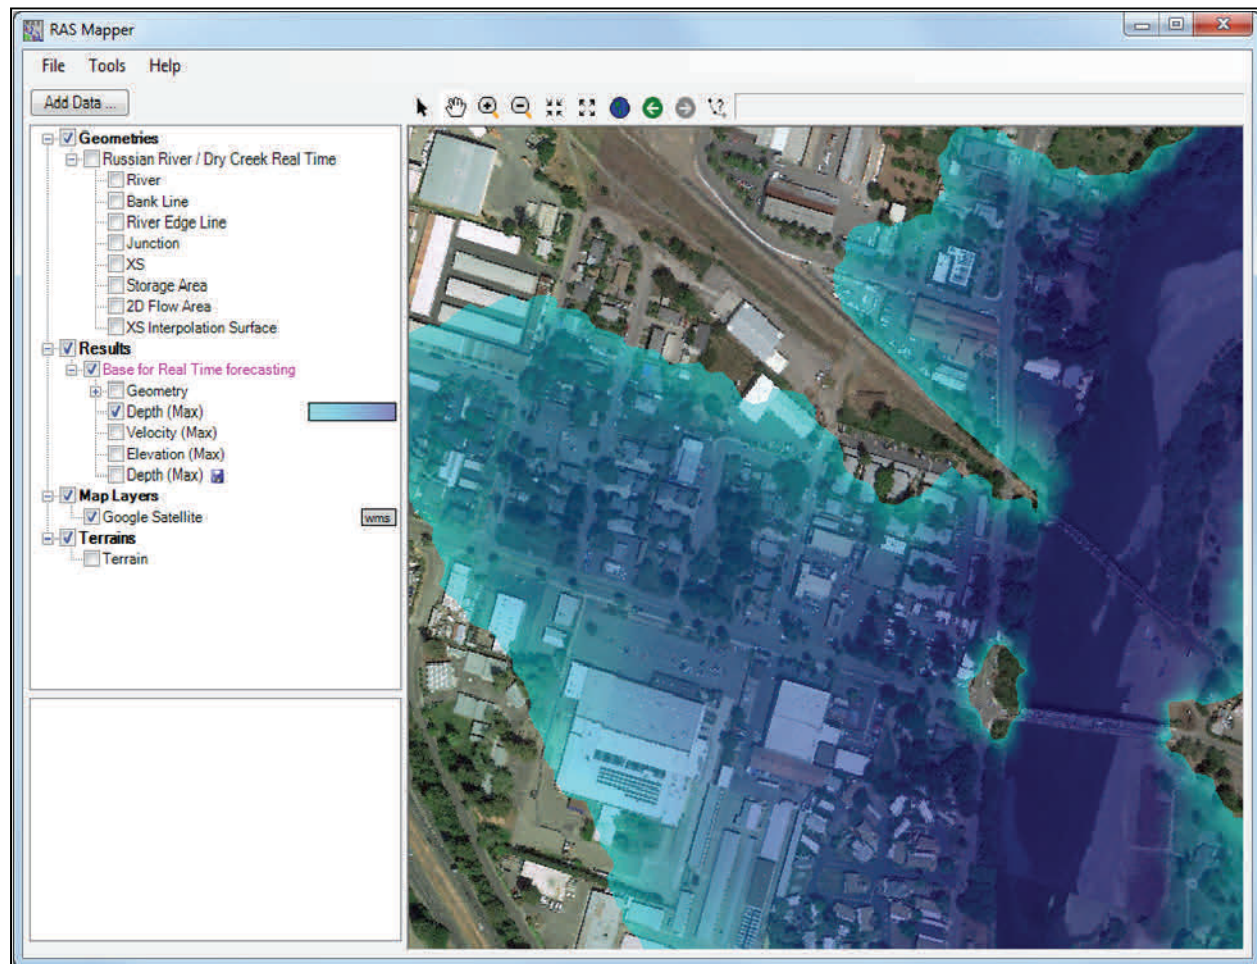 RAS Mapper
File Tools Help
Add Data ...
Geometries
Russian River / Dry Creek Real Time
River
Bank Line
River Edge Line
Junction
XS
Storage Area
2D Flow Area
XS Interpolation Surface
Results
Base for Real Time forecasting
Geometry
Depth (Max)
Velocity (Max)
Elevation (Max)
Depth (Max)
Map Layers
Google Satellite wms
Terrains
Terrain